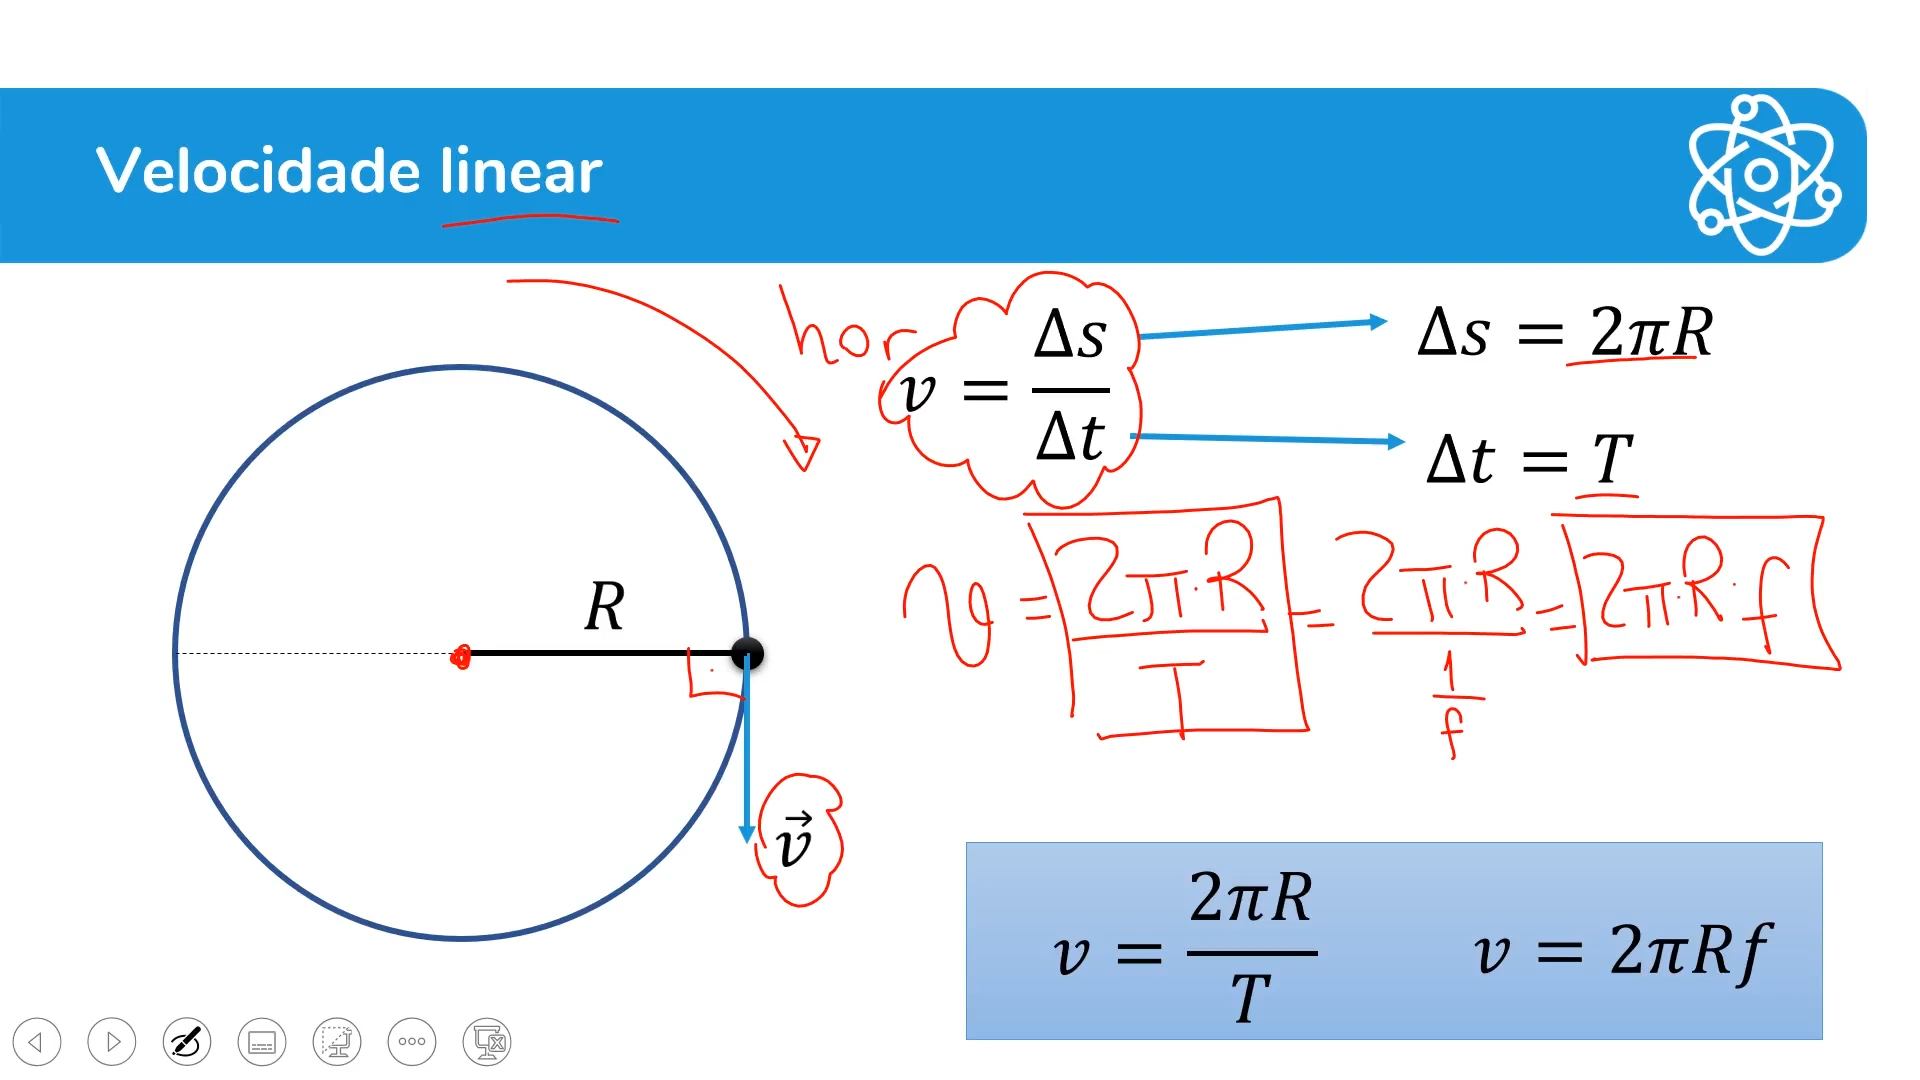 Velocidade linear
hor
v = Δs/Δt
Δs = 2πR
Δt = T
v = 2π·R/T = 2π·R/(1/f) = 2π·R·f
R
v⃗
v = 2πR/T
v = 2πRf